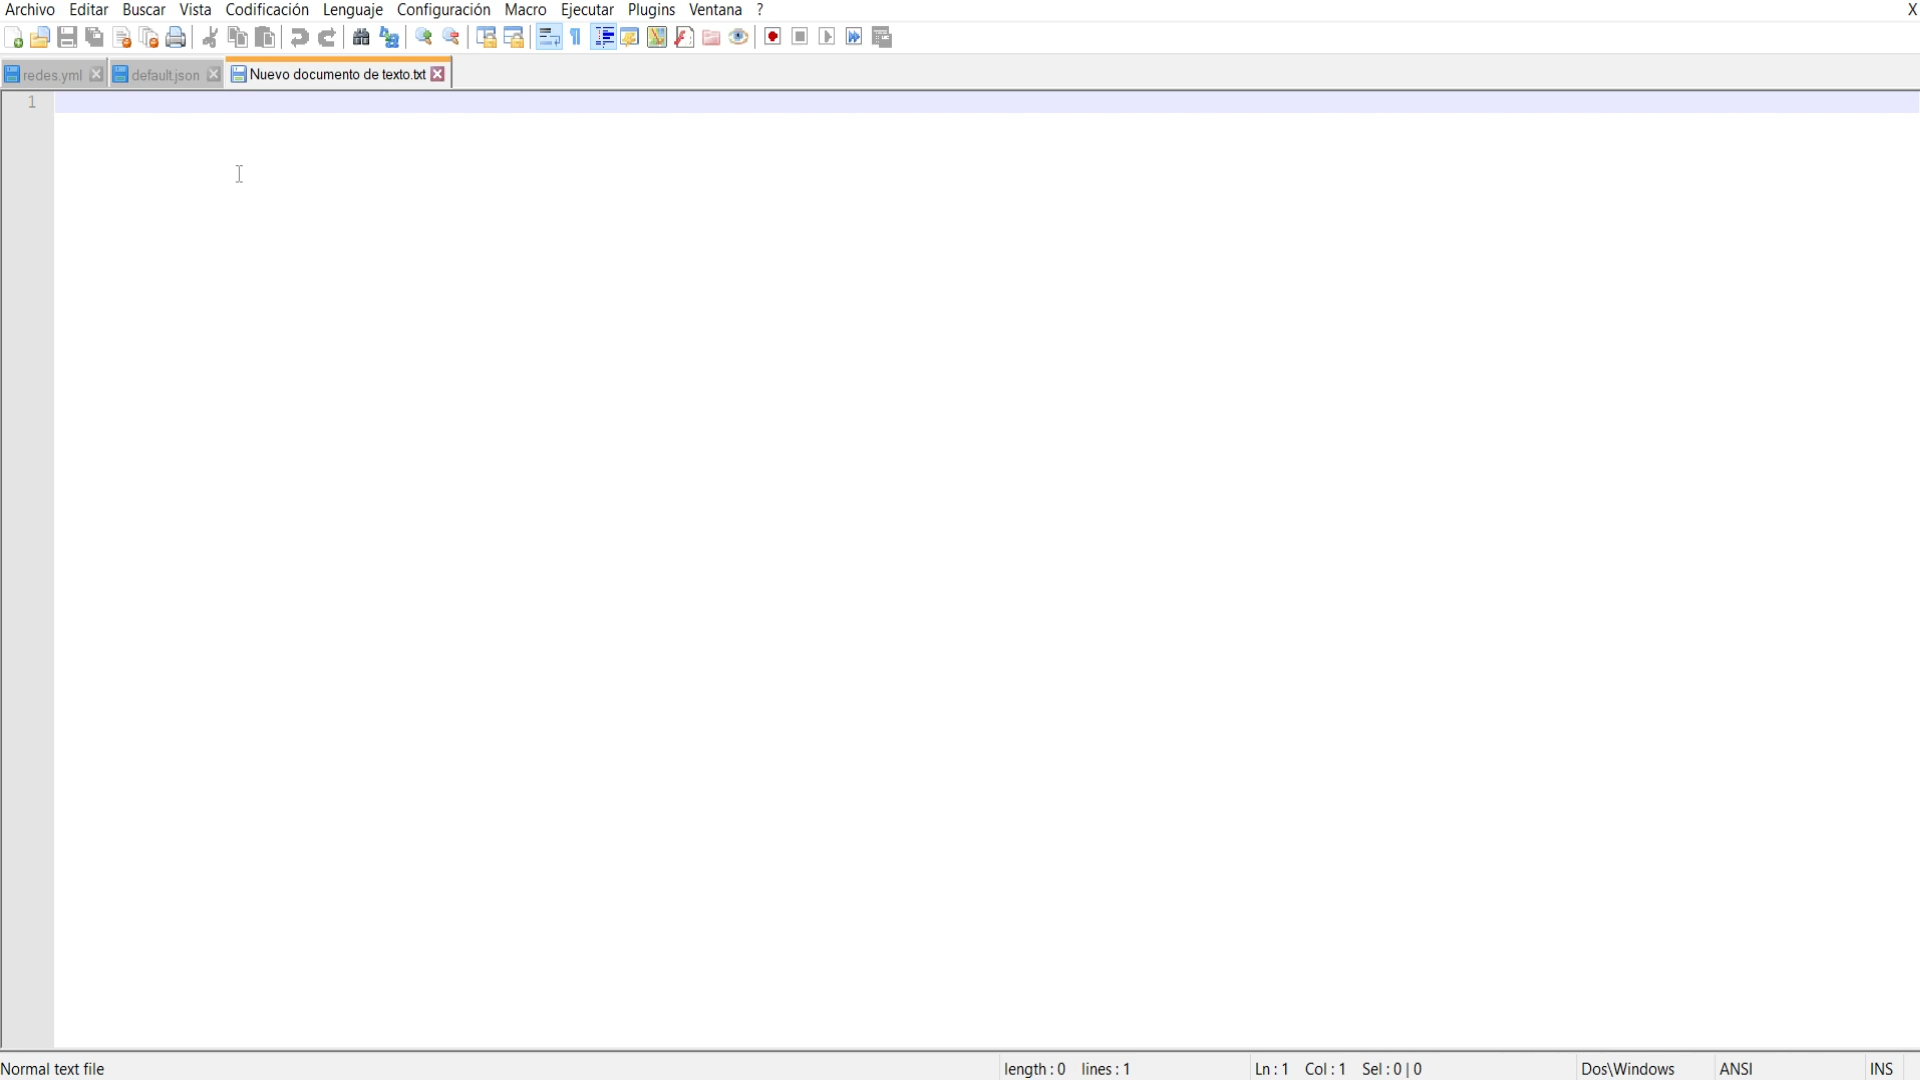 Archivo Editar Buscar Vista Codificación Lenguaje Configuración Macro Ejecutar Plugins Ventana ? X
redes.yml default.json Nuevo documento de texto.txt
1
Normal text file length : 0 lines : 1 Ln : 1 Col : 1 Sel : 0 | 0 Dos\Windows ANSI INS